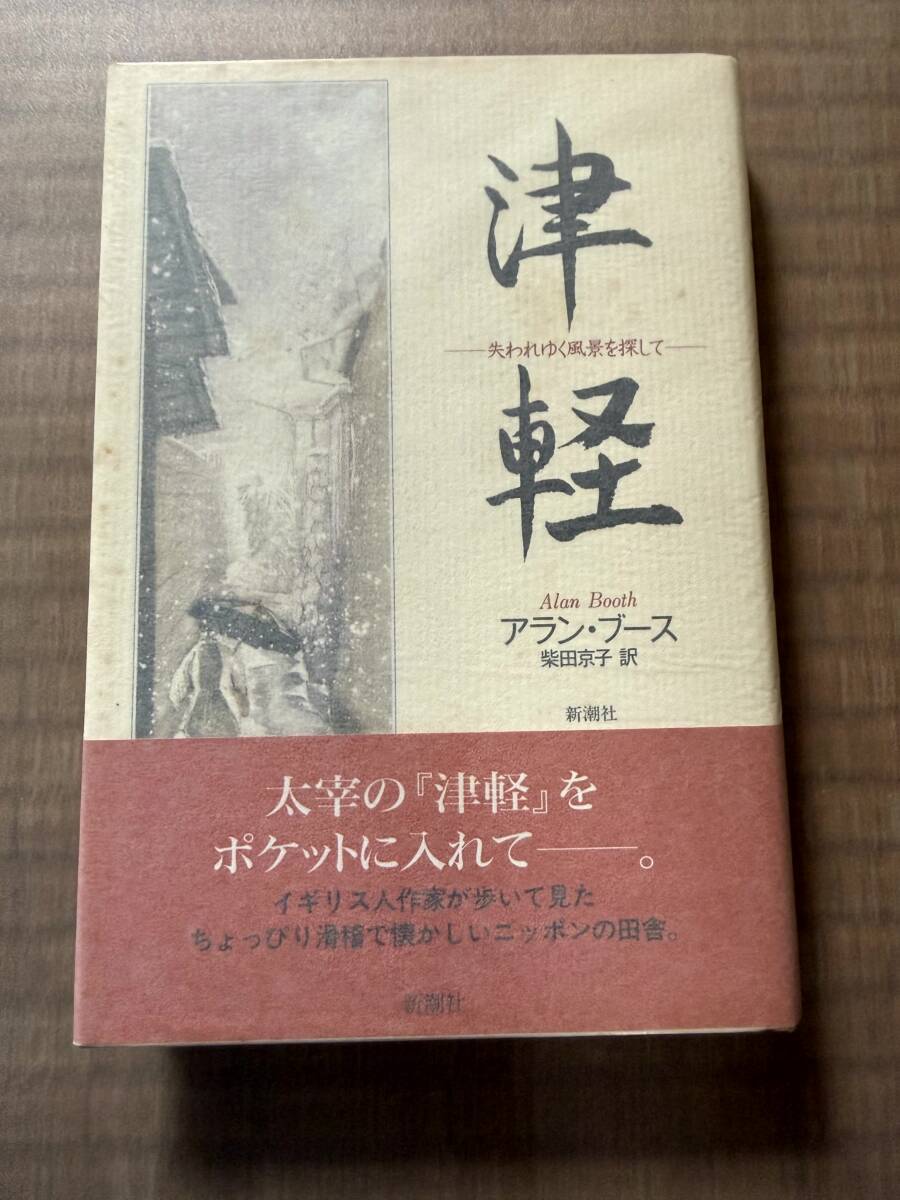 津軽
――失われゆく風景を探して――
Alan Booth
アラン・ブース
柴田京子 訳
新潮社
太宰の『津軽』を
ポケットに入れて――。
イギリス人作家が歩いて見た
ちょっぴり滑稽で懐かしいニッポンの田舎。
新潮社